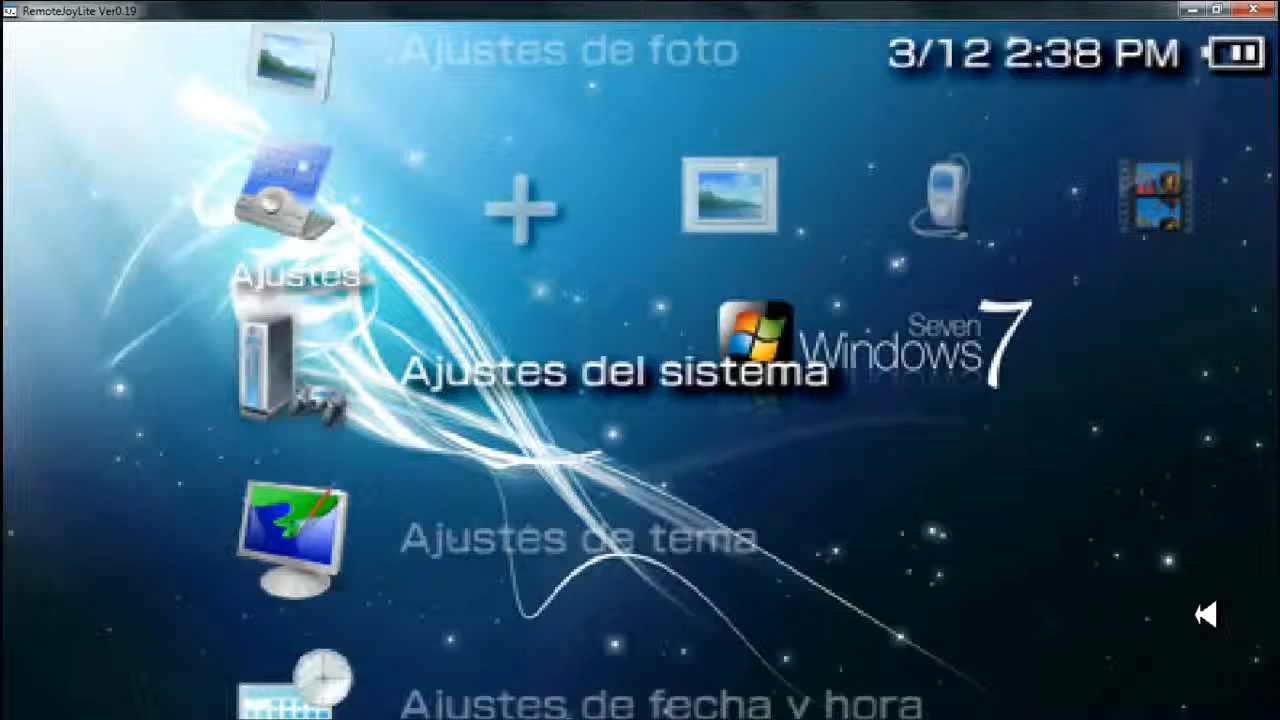 RemoteJoyLite Ver0.19
Ajustes de foto
3/12 2:38 PM
Ajustes
Seven
Windows 7
Ajustes del sistema
Ajustes de tema
Ajustes de fecha y hora